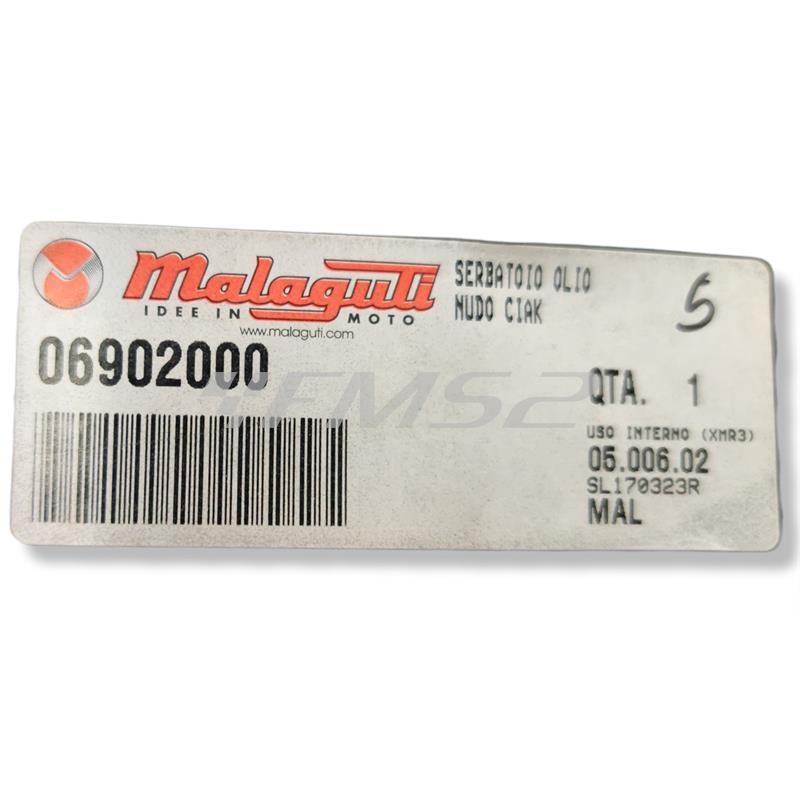 Malaguti
IDEE IN MOTO
www.malaguti.com
SERBATOIO OLIO
NUDO CIAK
5
06902000
TFMS2
QTA. 1
USO INTERNO (XMR3)
05.006.02
SL170323R
MAL